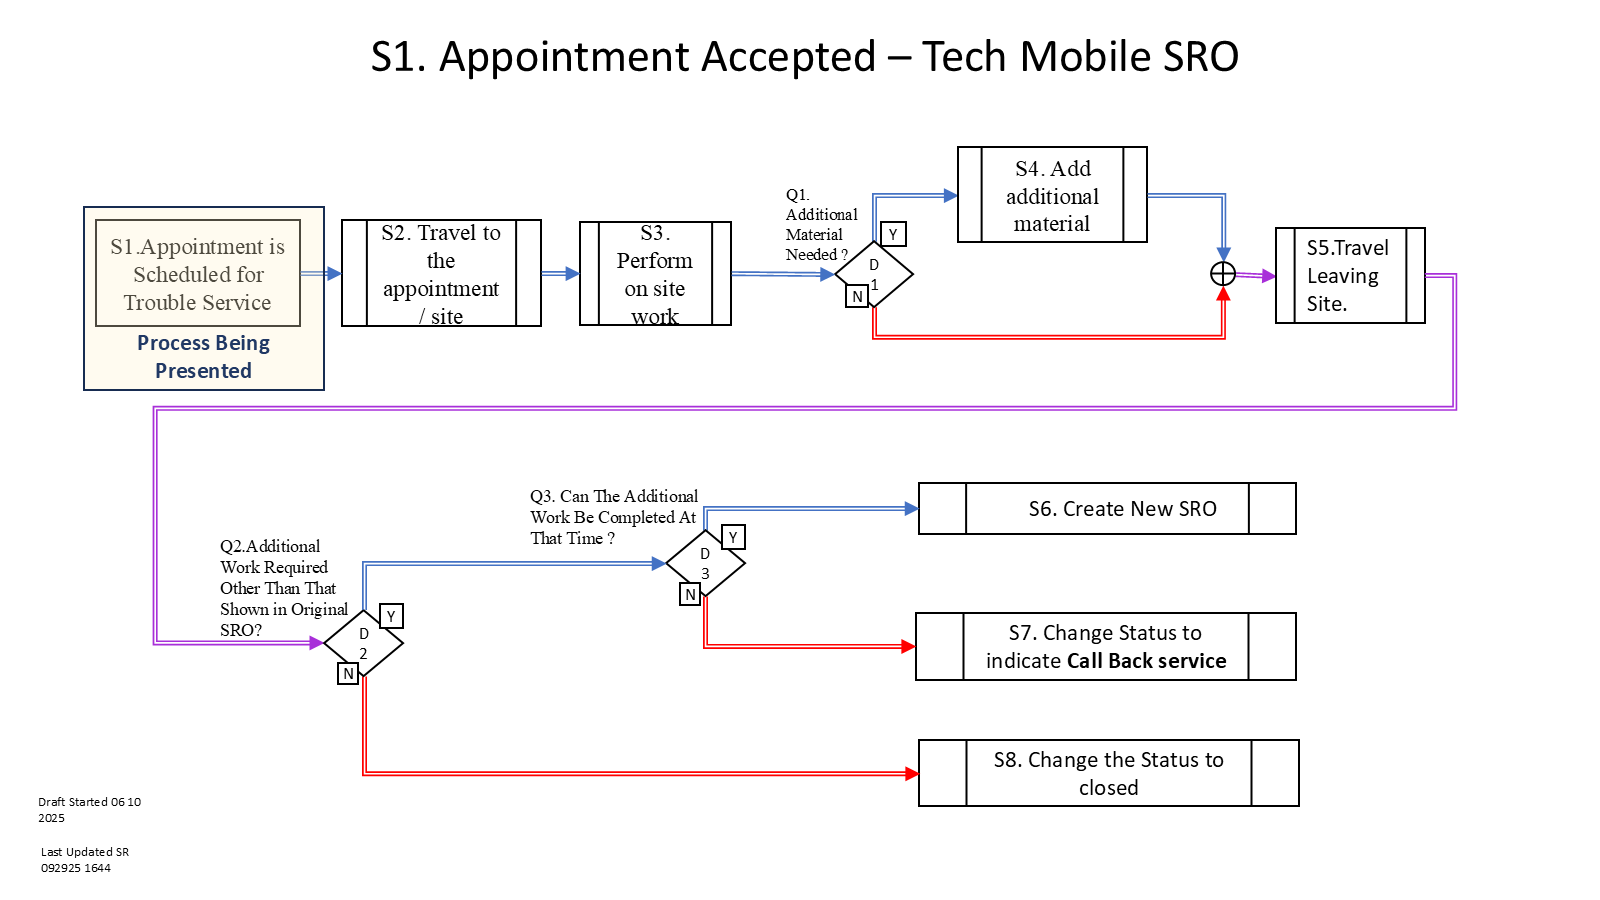 S1. Appointment Accepted – Tech Mobile SRO
S1.Appointment is
Scheduled for
Trouble Service
Process Being
Presented
S2. Travel to
the
appointment
/ site
S3.
Perform
on site
work
Q1.
Additional
Material
Needed ?
D
1
Y
N
S4. Add
additional
material
S5.Travel
Leaving
Site.
Q2.Additional
Work Required
Other Than That
Shown in Original
SRO?
D
2
Y
N
Q3. Can The Additional
Work Be Completed At
That Time ?
D
3
Y
N
S6. Create New SRO
S7. Change Status to
indicate Call Back service
S8. Change the Status to
closed
Draft Started 06 10
2025
Last Updated SR
092925 1644